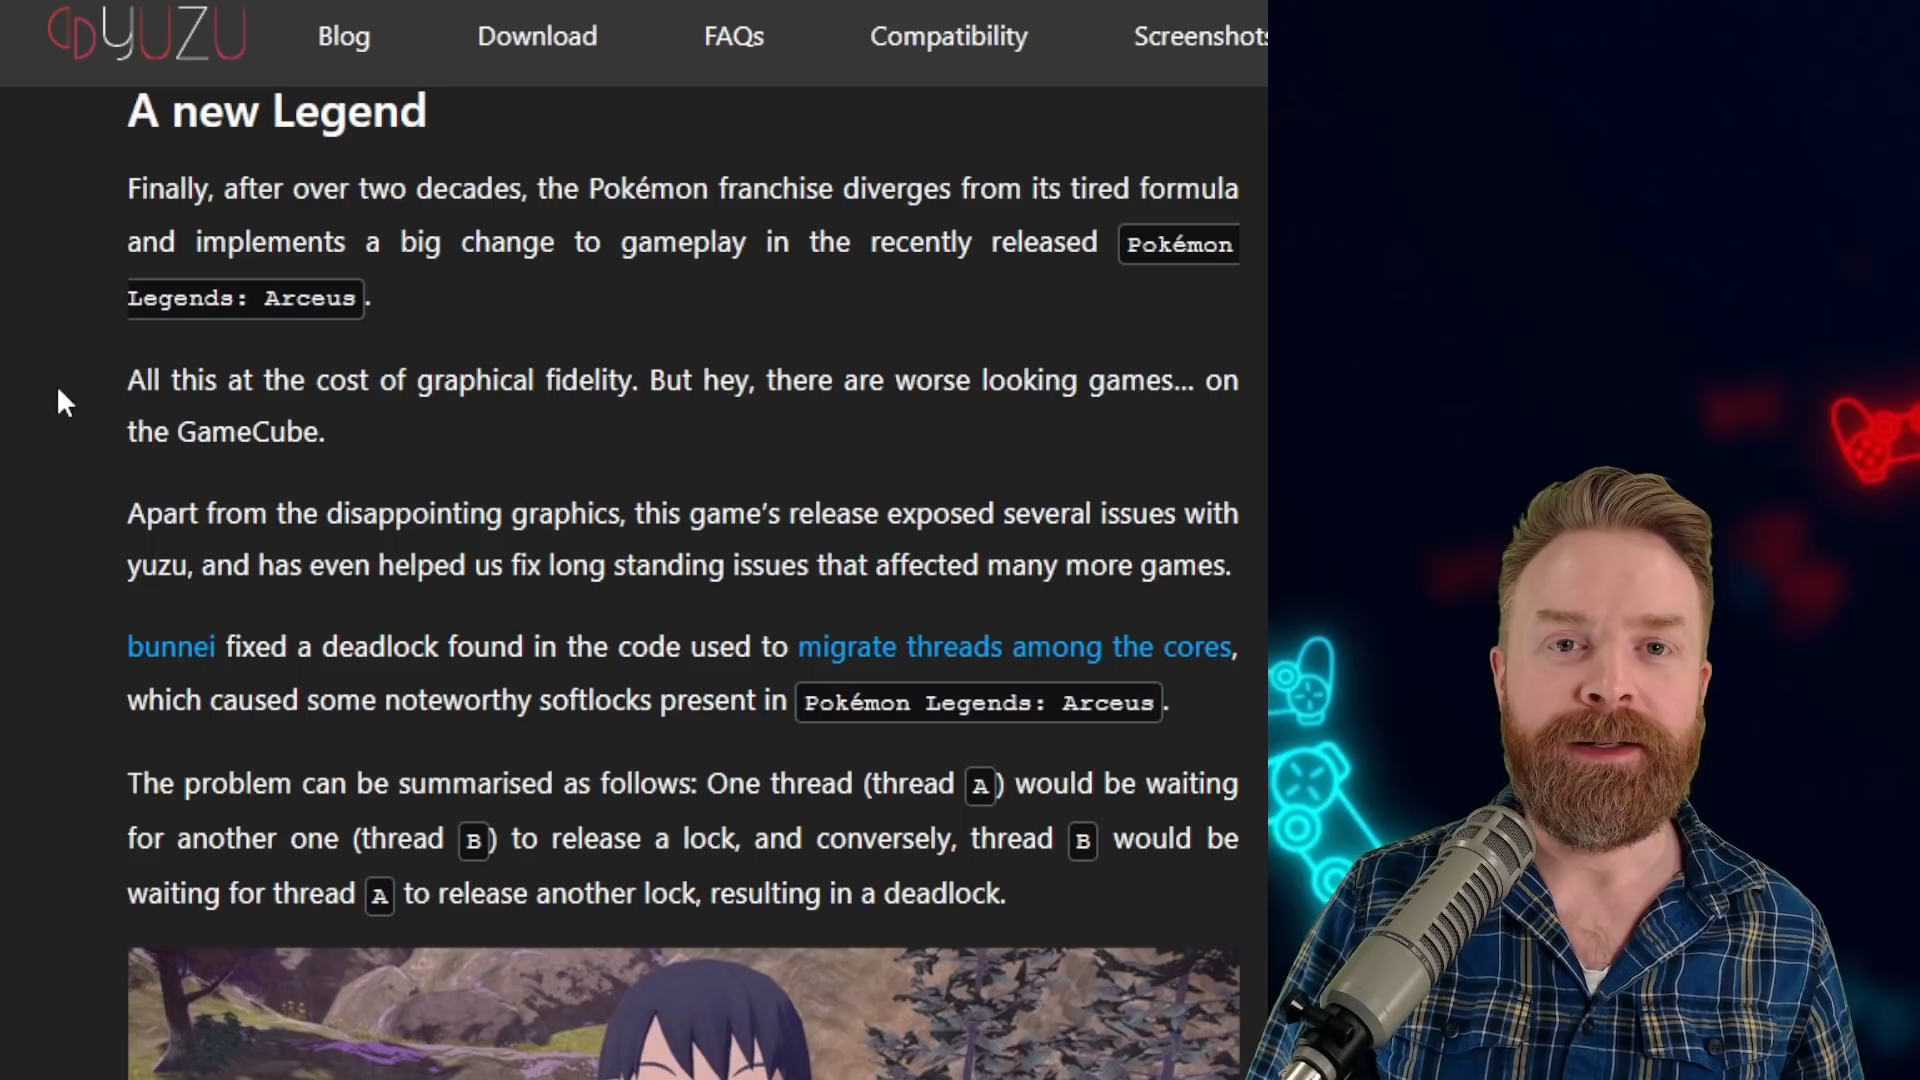 YUZU Blog Download FAQs Compatibility Screenshots
A new Legend
Finally, after over two decades, the Pokémon franchise diverges from its tired formula
and implements a big change to gameplay in the recently released Pokémon
Legends: Arceus.
All this at the cost of graphical fidelity. But hey, there are worse looking games... on
the GameCube.
Apart from the disappointing graphics, this game’s release exposed several issues with
yuzu, and has even helped us fix long standing issues that affected many more games.
bunnei fixed a deadlock found in the code used to migrate threads among the cores,
which caused some noteworthy softlocks present in Pokémon Legends: Arceus.
The problem can be summarised as follows: One thread (thread A) would be waiting
for another one (thread B) to release a lock, and conversely, thread B would be
waiting for thread A to release another lock, resulting in a deadlock.